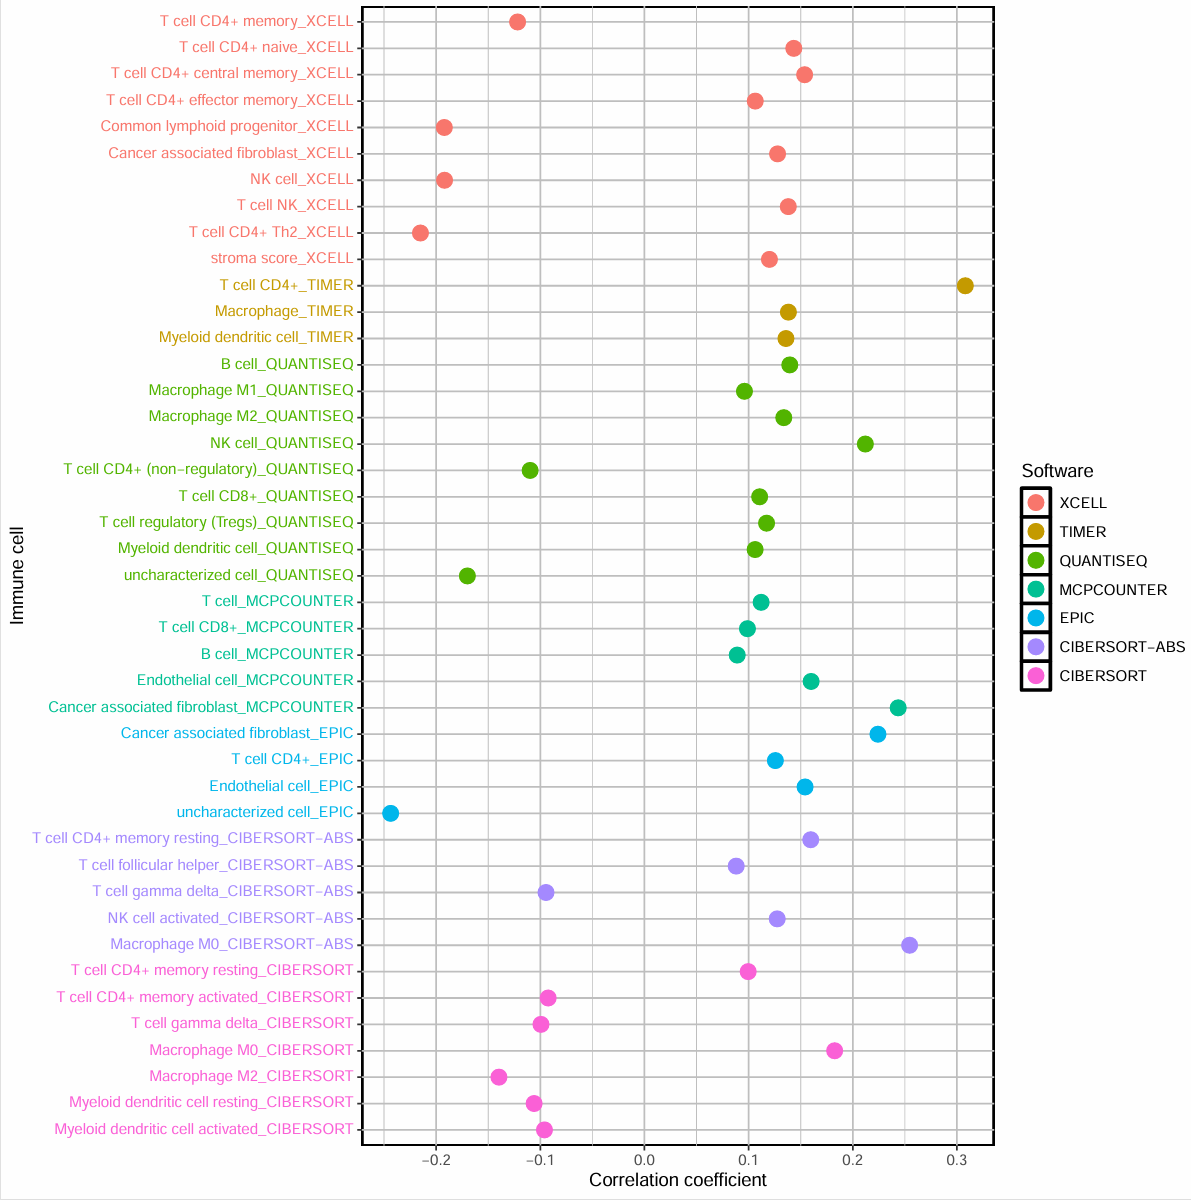 T cell CD4+ memory_XCELL
T cell CD4+ naive_XCELL
T cell CD4+ central memory_XCELL
T cell CD4+ effector memory_XCELL
Common lymphoid progenitor_XCELL
Cancer associated fibroblast_XCELL
NK cell_XCELL
T cell NK_XCELL
T cell CD4+ Th2_XCELL
stroma score_XCELL
T cell CD4+_TIMER
Macrophage_TIMER
Myeloid dendritic cell_TIMER
B cell_QUANTISEQ
Macrophage M1_QUANTISEQ
Macrophage M2_QUANTISEQ
NK cell_QUANTISEQ
T cell CD4+ (non−regulatory)_QUANTISEQ
T cell CD8+_QUANTISEQ
T cell regulatory (Tregs)_QUANTISEQ
Myeloid dendritic cell_QUANTISEQ
uncharacterized cell_QUANTISEQ
T cell_MCPCOUNTER
T cell CD8+_MCPCOUNTER
B cell_MCPCOUNTER
Endothelial cell_MCPCOUNTER
Cancer associated fibroblast_MCPCOUNTER
Cancer associated fibroblast_EPIC
T cell CD4+_EPIC
Endothelial cell_EPIC
uncharacterized cell_EPIC
T cell CD4+ memory resting_CIBERSORT−ABS
T cell follicular helper_CIBERSORT−ABS
T cell gamma delta_CIBERSORT−ABS
NK cell activated_CIBERSORT−ABS
Macrophage M0_CIBERSORT−ABS
T cell CD4+ memory resting_CIBERSORT
T cell CD4+ memory activated_CIBERSORT
T cell gamma delta_CIBERSORT
Macrophage M0_CIBERSORT
Macrophage M2_CIBERSORT
Myeloid dendritic cell resting_CIBERSORT
Myeloid dendritic cell activated_CIBERSORT
Immune cell
−0.2 −0.1 0.0 0.1 0.2 0.3
Correlation coefficient
Software
XCELL
TIMER
QUANTISEQ
MCPCOUNTER
EPIC
CIBERSORT−ABS
CIBERSORT